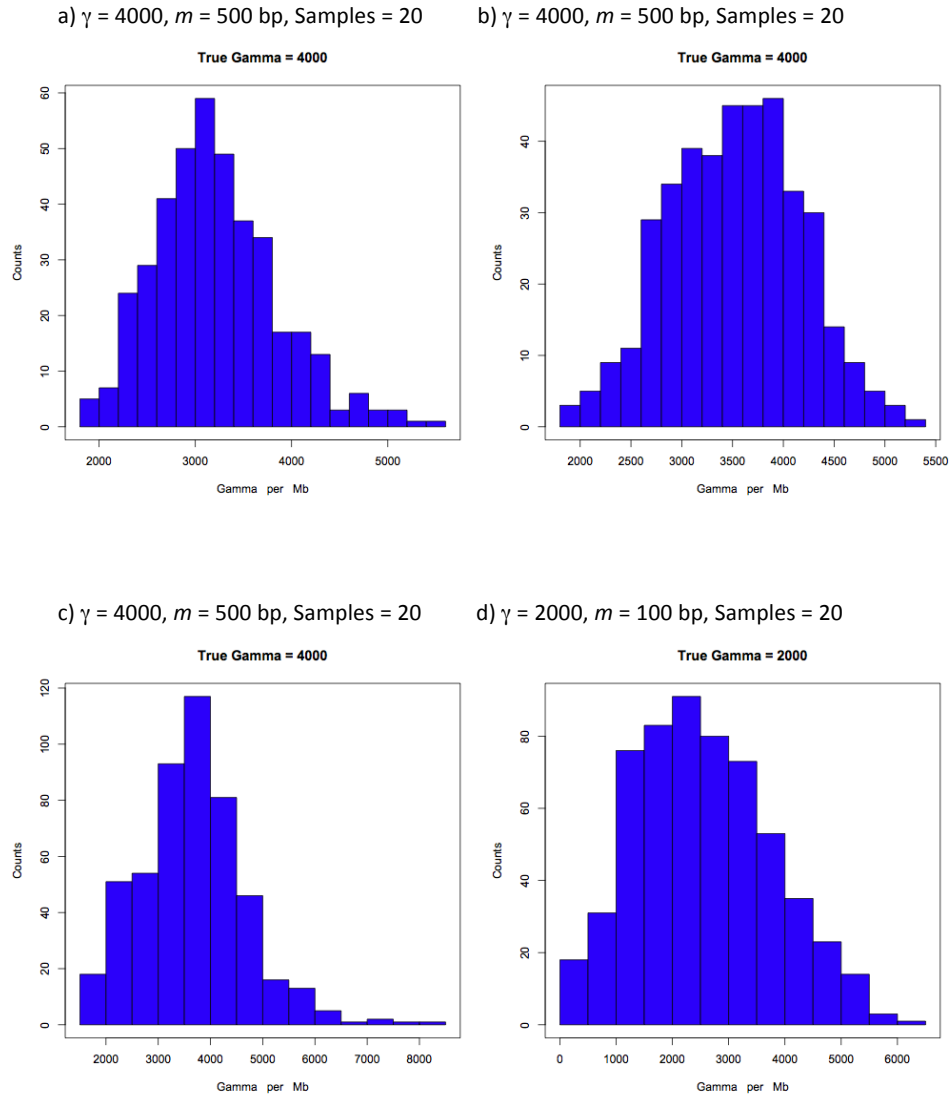 a) γ = 4000, m = 500 bp, Samples = 20
True Gamma = 4000
Counts
60
50
40
30
20
10
0
2000 3000 4000 5000
Gamma per Mb
b) γ = 4000, m = 500 bp, Samples = 20
True Gamma = 4000
Counts
40
30
20
10
0
2000 2500 3000 3500 4000 4500 5000 5500
Gamma per Mb
c) γ = 4000, m = 500 bp, Samples = 20
True Gamma = 4000
Counts
120
100
80
60
40
20
0
2000 3000 4000 5000 6000 7000 8000
Gamma per Mb
d) γ = 2000, m = 100 bp, Samples = 20
True Gamma = 2000
Counts
80
60
40
20
0
0 1000 2000 3000 4000 5000 6000
Gamma per Mb